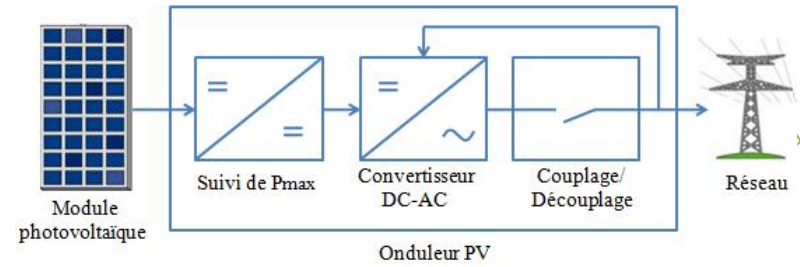 Suivi de Pmax
Convertisseur
DC-AC
Couplage/
Découplage
Réseau
Module
photovoltaïque
Onduleur PV